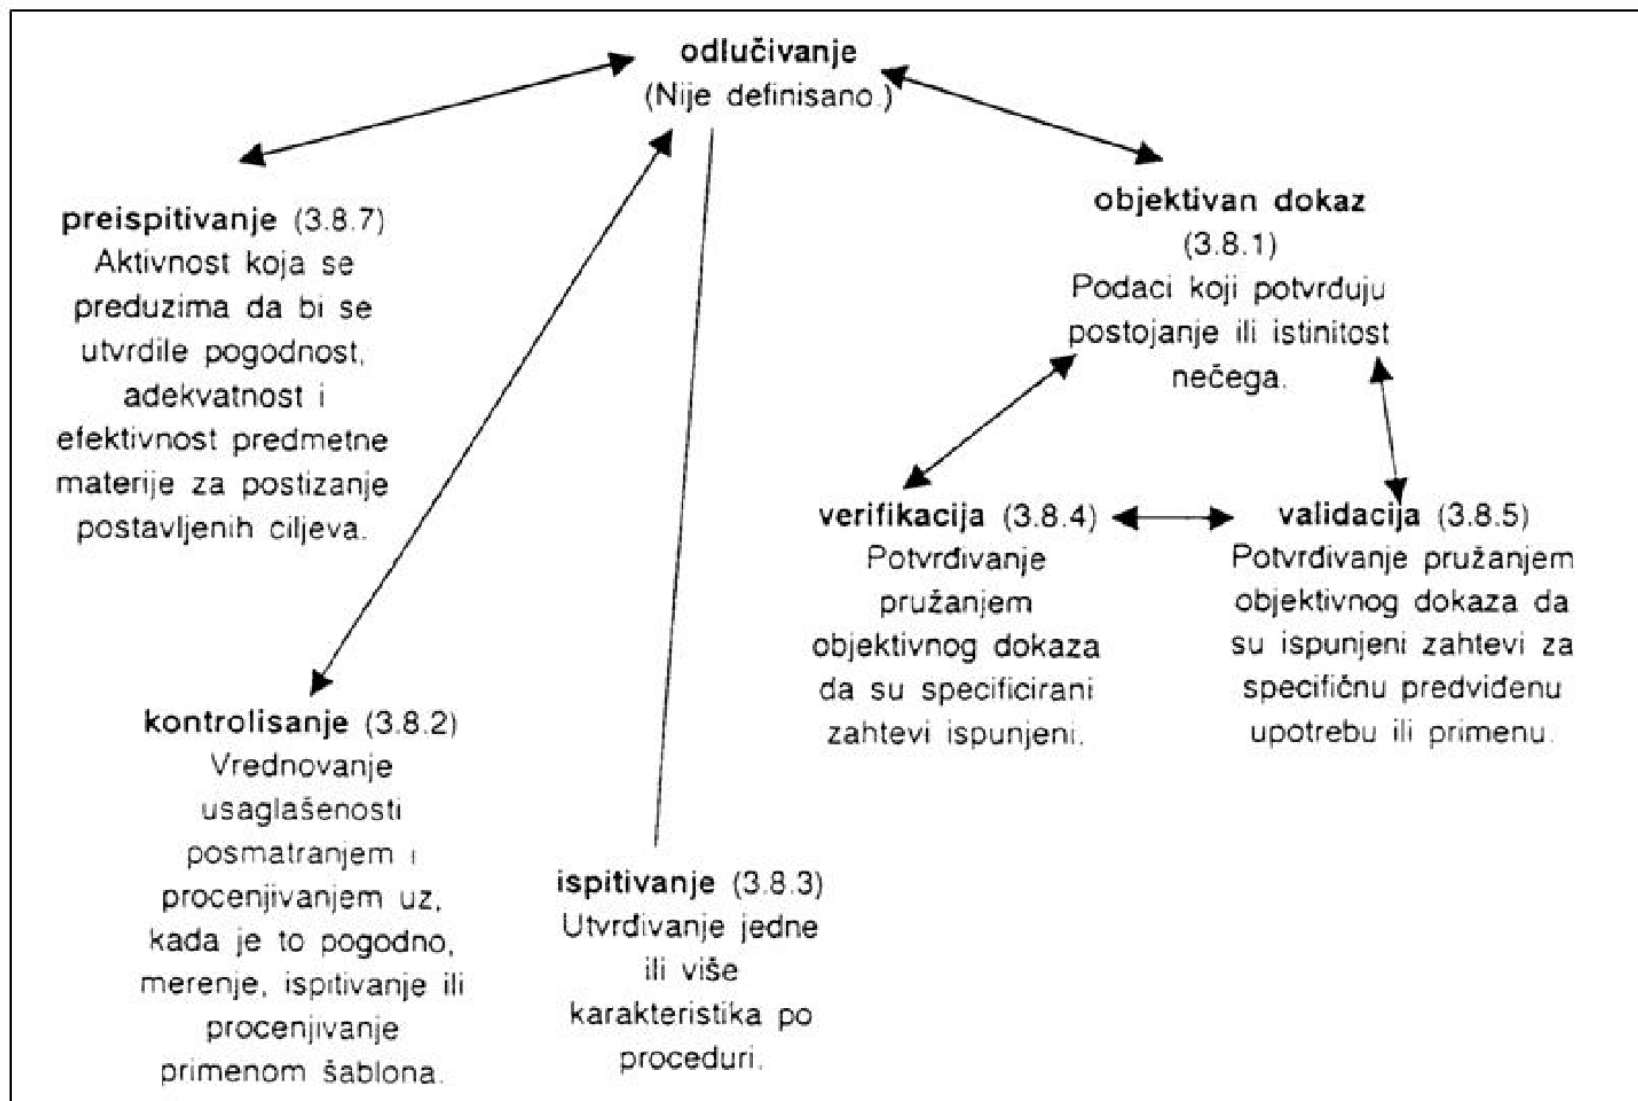 odlučivanje
(Nije definisano.)
preispitivanje (3.8.7)
Aktivnost koja se
preduzima da bi se
utvrdile pogodnost,
adekvatnost i
efektivnost predmetne
materije za postizanje
postavljenih ciljeva.
objektivan dokaz
(3.8.1)
Podaci koji potvrđuju
postojanje ili istinitost
nečega.
verifikacija (3.8.4)
Potvrđivanje
pružanjem
objektivnog dokaza
da su specificirani
zahtevi ispunjeni.
validacija (3.8.5)
Potvrđivanje pružanjem
objektivnog dokaza da
su ispunjeni zahtevi za
specifičnu predviđenu
upotrebu ili primenu.
kontrolisanje (3.8.2)
Vrednovanje
usaglašenosti
posmatranjem i
procenjivanjem uz,
kada je to pogodno,
merenje, ispitivanje ili
procenjivanje
primenom šablona.
ispitivanje (3.8.3)
Utvrđivanje jedne
ili više
karakteristika po
proceduri.